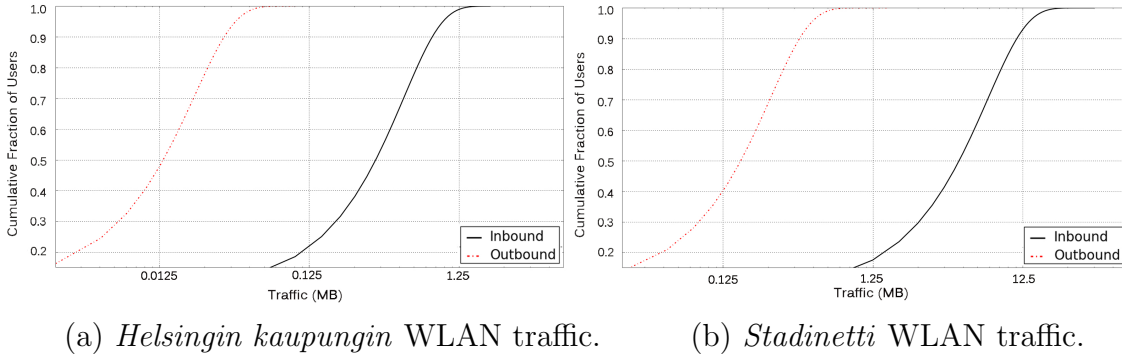 1.0
0.9
0.8
0.7
0.6
0.5
0.4
0.3
0.2
Cumulative Fraction of Users
Inbound
Outbound
0.0125 0.125 1.25
Traffic (MB)
(a) Helsingin kaupungin WLAN traffic.
1.0
0.9
0.8
0.7
0.6
0.5
0.4
0.3
0.2
Cumulative Fraction of Users
Inbound
Outbound
0.125 1.25 12.5
Traffic (MB)
(b) Stadinetti WLAN traffic.